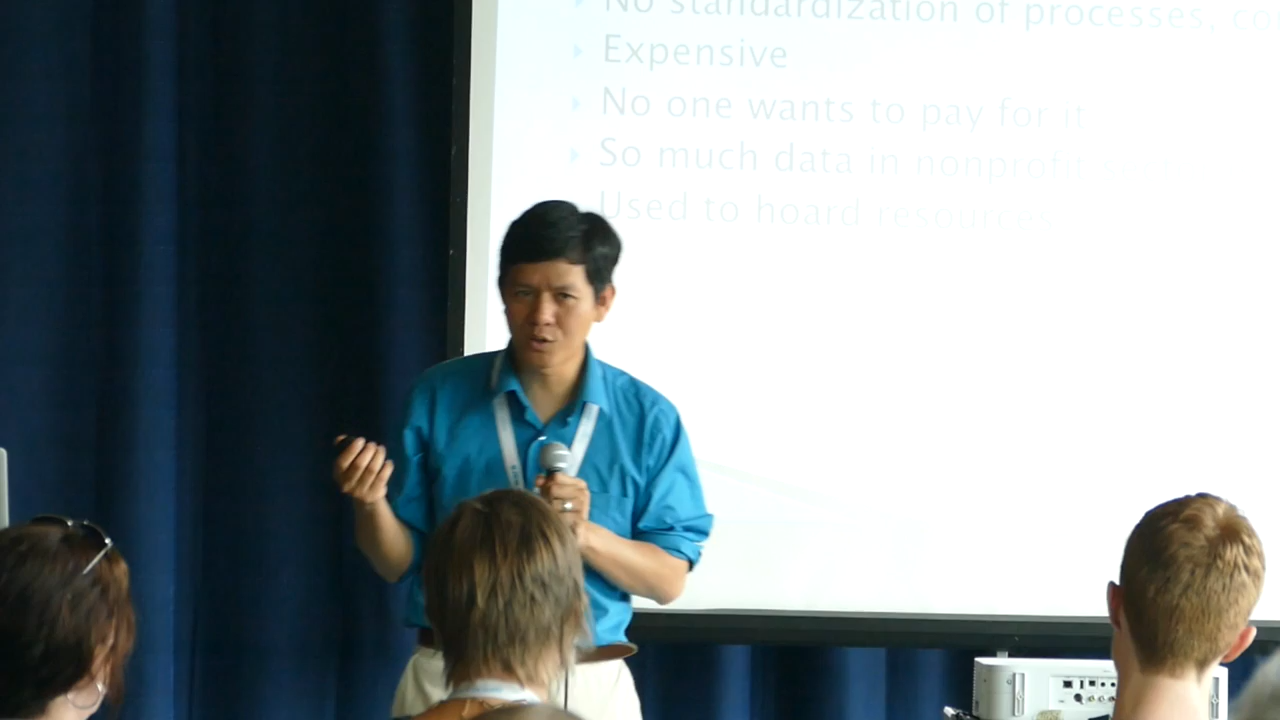 No standardization of processes,
Expensive
No one wants to pay for it
So much data in nonprofit
Used to hoard resources